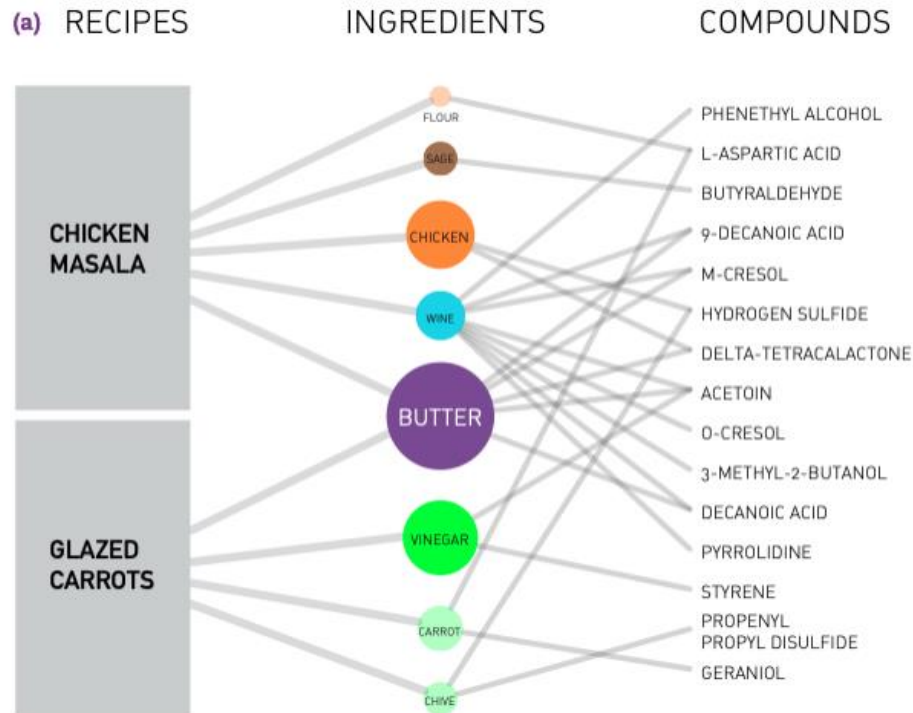 (a) RECIPES INGREDIENTS COMPOUNDS
CHICKEN
MASALA
GLAZED
CARROTS
FLOUR
SAGE
CHICKEN
WINE
BUTTER
VINEGAR
CARROT
CHIVE
PHENETHYL ALCOHOL
L-ASPARTIC ACID
BUTYRALDEHYDE
9-DECANOIC ACID
M-CRESOL
HYDROGEN SULFIDE
DELTA-TETRACALACTONE
ACETOIN
O-CRESOL
3-METHYL-2-BUTANOL
DECANOIC ACID
PYRROLIDINE
STYRENE
PROPENYL
PROPYL DISULFIDE
GERANIOL